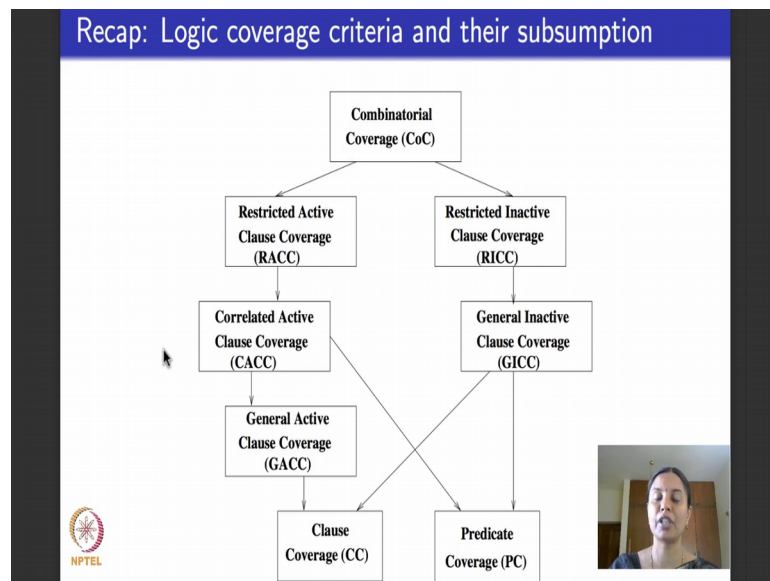 Recap: Logic coverage criteria and their subsumption
Combinatorial
Coverage (CoC)
Restricted Active
Clause Coverage
(RACC)
Restricted Inactive
Clause Coverage
(RICC)
Correlated Active
Clause Coverage
(CACC)
General Inactive
Clause Coverage
(GICC)
General Active
Clause Coverage
(GACC)
Clause
Coverage (CC)
Predicate
Coverage (PC)
NPTEL